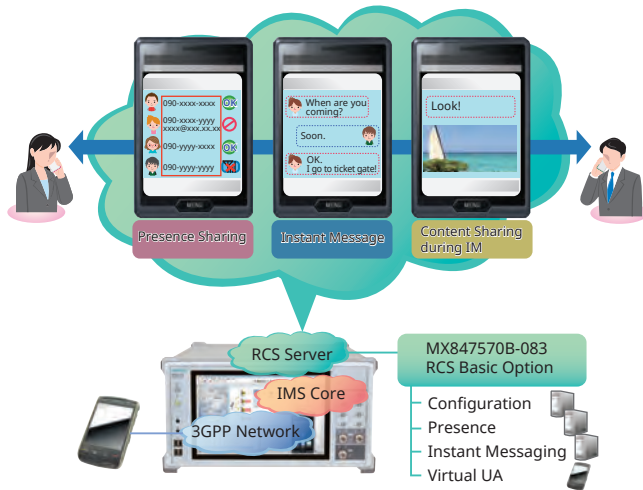 090-xxxx-xxxx
OK
090-xxxx-yyyy
xxxx@xxx.xx.xx
090-yyyy-xxxx
OK
090-yyyy-yyyy
MENU
Presence Sharing
When are you
coming?
Soon.
OK.
I go to ticket gate!
MENU
Instant Message
Look!
MENU
Content Sharing
during IM
RCS Server
IMS Core
3GPP Network
MX847570B-083
RCS Basic Option
Configuration
Presence
Instant Messaging
Virtual UA